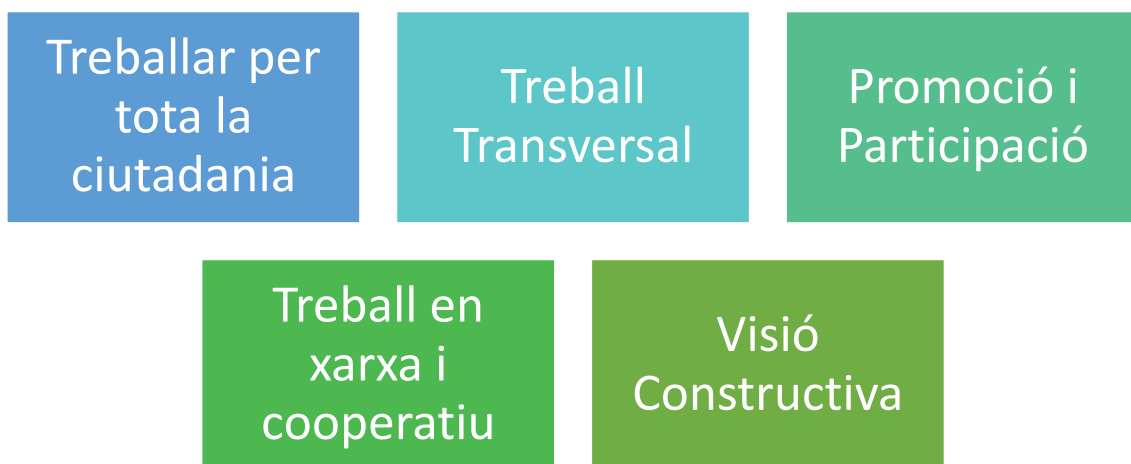 Treballar per
tota la
ciutadania
Treball
Transversal
Promoció i
Participació
Treball en
xarxa i
cooperatiu
Visió
Constructiva